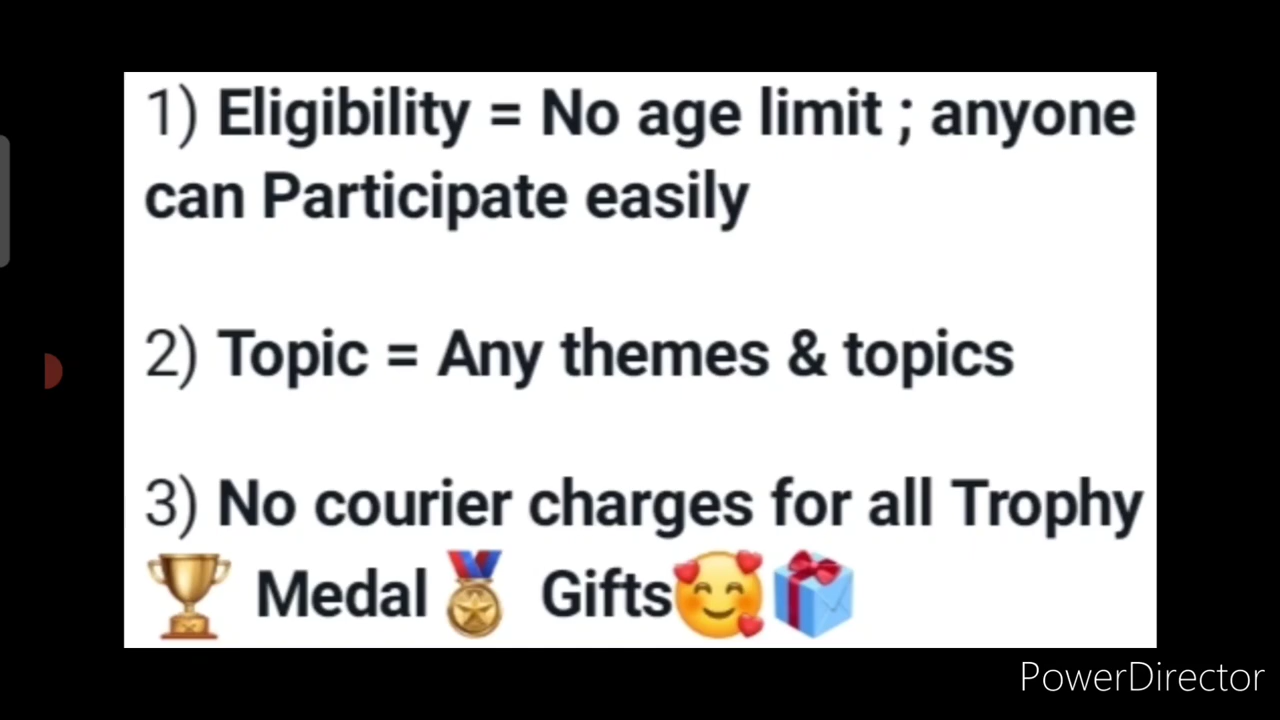 1) Eligibility = No age limit ; anyone
can Participate easily
2) Topic = Any themes & topics
3) No courier charges for all Trophy
🏆 Medal🏅 Gifts🥰🎁
PowerDirector